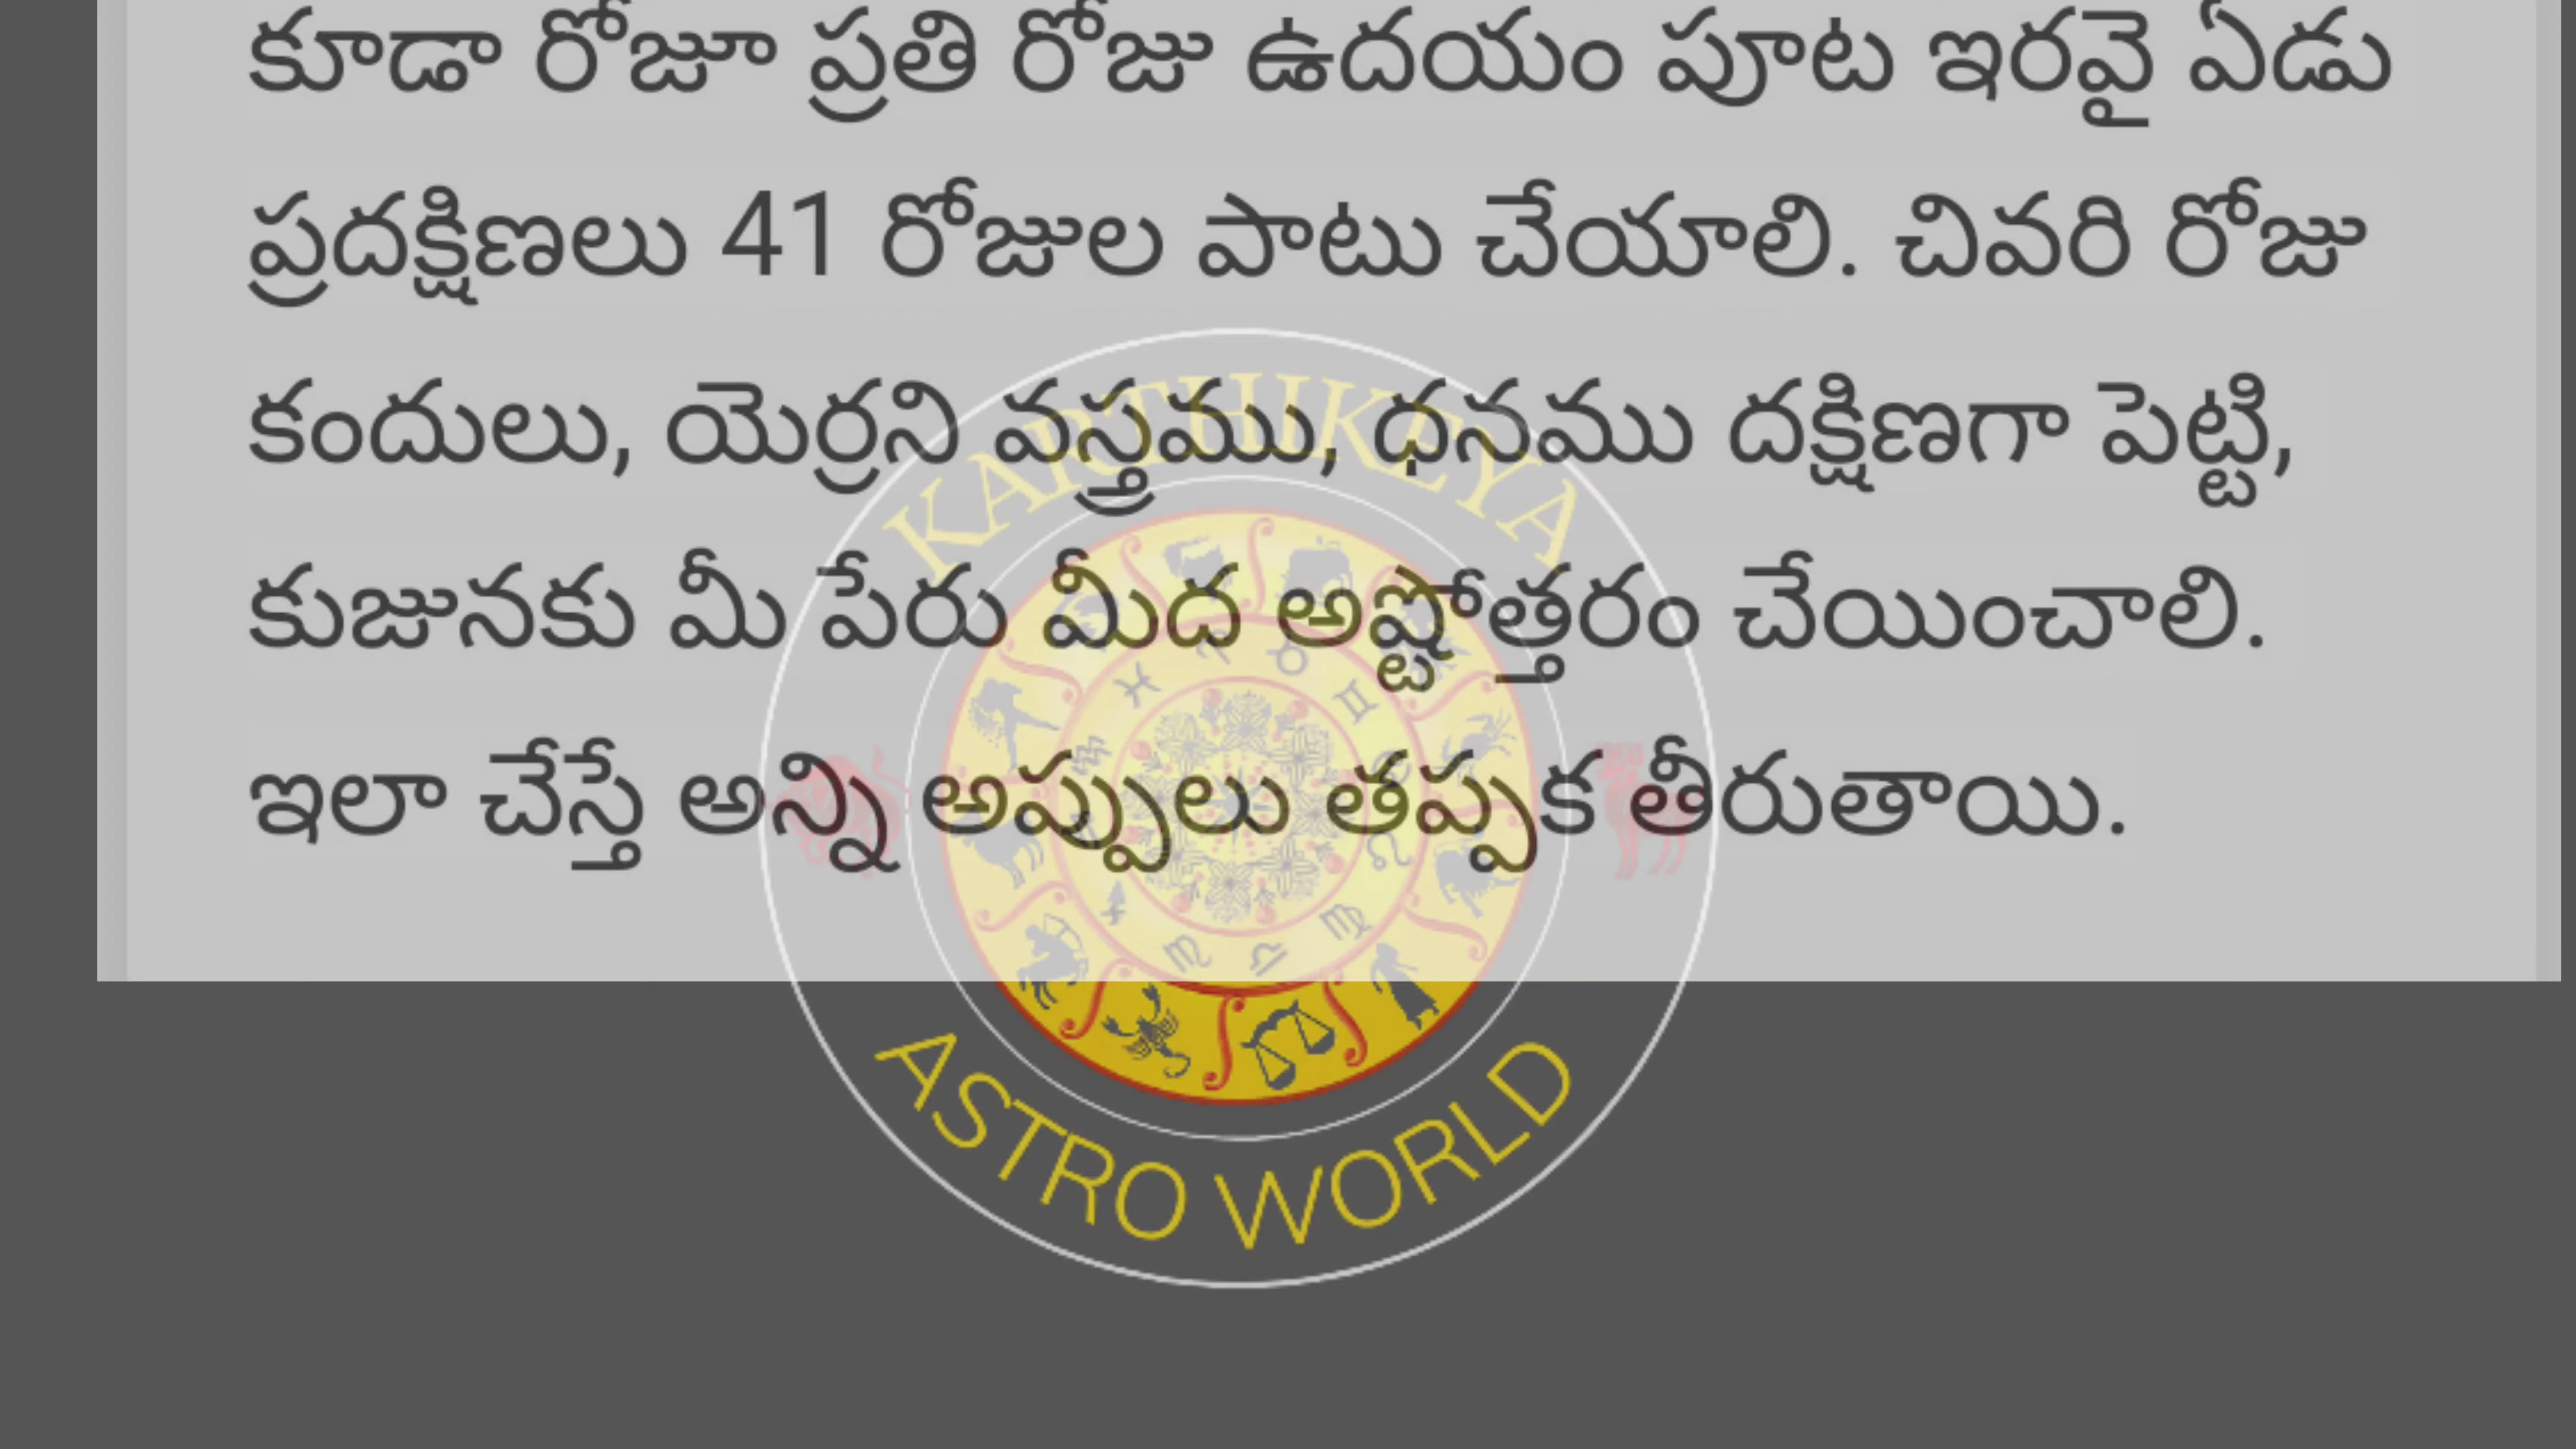 కూడా రోజూ ప్రతి రోజు ఉదయం పూట ఇరవై ఏడు
ప్రదక్షిణలు 41 రోజుల పాటు చేయాలి. చివరి రోజు
కందులు, యెర్రని వస్త్రము, ధనము దక్షిణగా పెట్టి,
కుజునకు మీ పేరు మీద అష్టోత్తరం చేయించాలి.
ఇలా చేస్తే అన్ని అప్పులు తప్పక తీరుతాయి.
KARTHIKEYA
ASTRO WORLD